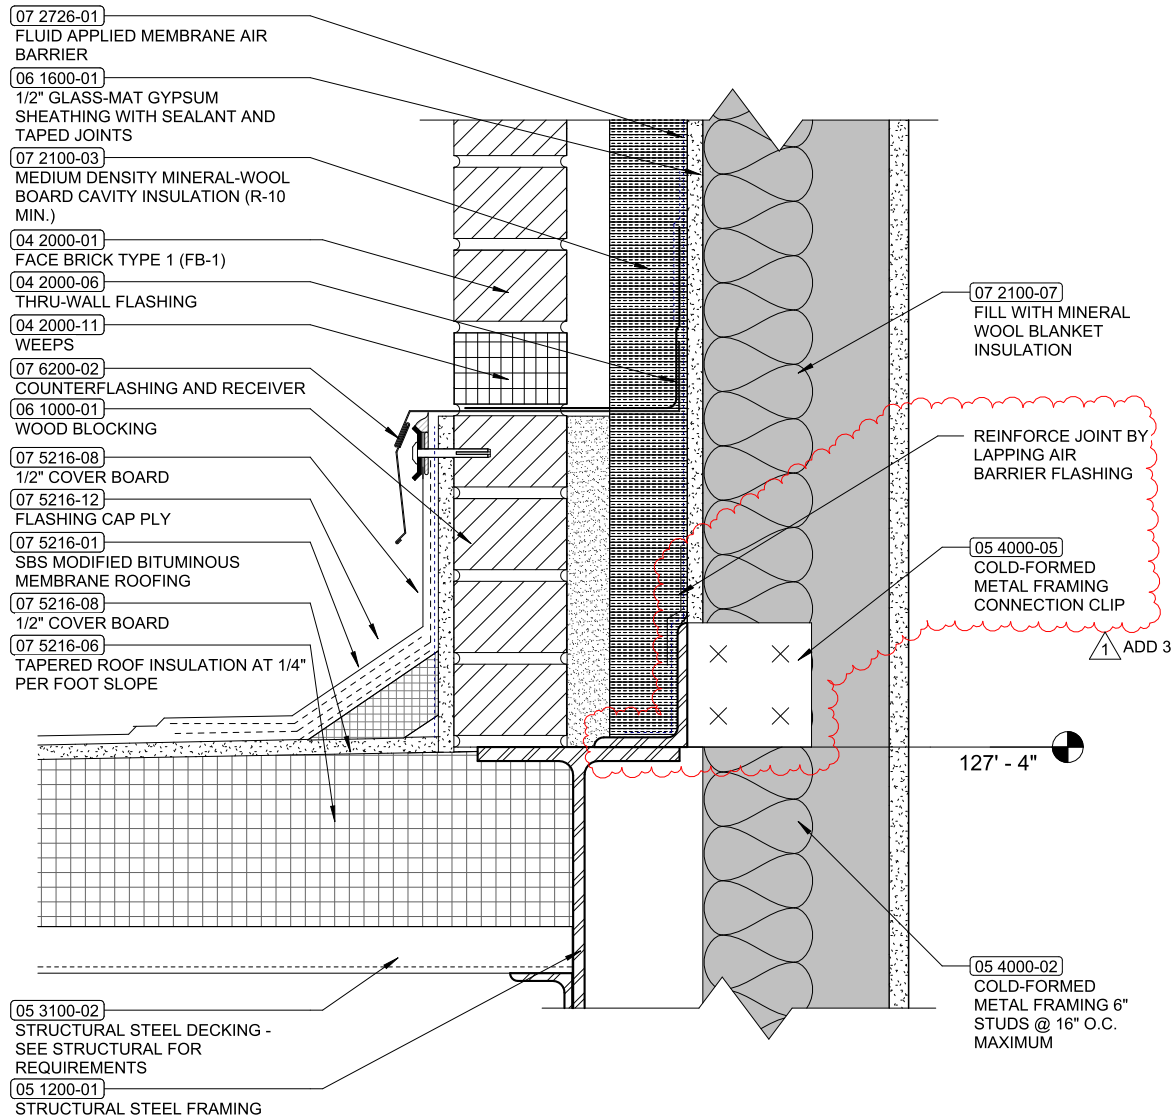 07 2726-01
FLUID APPLIED MEMBRANE AIR
BARRIER
06 1600-01
1/2" GLASS-MAT GYPSUM
SHEATHING WITH SEALANT AND
TAPED JOINTS
07 2100-03
MEDIUM DENSITY MINERAL-WOOL
BOARD CAVITY INSULATION (R-10
MIN.)
04 2000-01
FACE BRICK TYPE 1 (FB-1)
04 2000-06
THRU-WALL FLASHING
04 2000-11
WEEPS
07 6200-02
COUNTERFLASHING AND RECEIVER
06 1000-01
WOOD BLOCKING
07 5216-08
1/2" COVER BOARD
07 5216-12
FLASHING CAP PLY
07 5216-01
SBS MODIFIED BITUMINOUS
MEMBRANE ROOFING
07 5216-08
1/2" COVER BOARD
07 5216-06
TAPERED ROOF INSULATION AT 1/4"
PER FOOT SLOPE
05 3100-02
STRUCTURAL STEEL DECKING -
SEE STRUCTURAL FOR
REQUIREMENTS
05 1200-01
STRUCTURAL STEEL FRAMING
07 2100-07
FILL WITH MINERAL
WOOL BLANKET
INSULATION
REINFORCE JOINT BY
LAPPING AIR
BARRIER FLASHING
05 4000-05
COLD-FORMED
METAL FRAMING
CONNECTION CLIP
1 ADD 3
127' - 4"
05 4000-02
COLD-FORMED
METAL FRAMING 6"
STUDS @ 16" O.C.
MAXIMUM